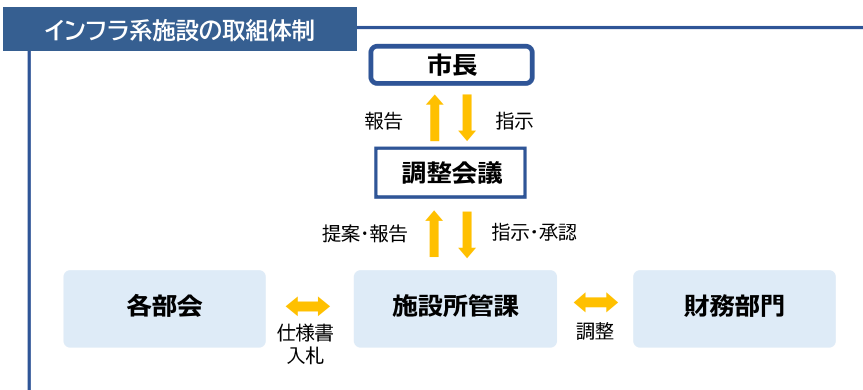 インフラ系施設の取組体制
市長
報告
指示
調整会議
提案・報告
指示・承認
各部会
施設所管課
財務部門
仕様書
入札
調整